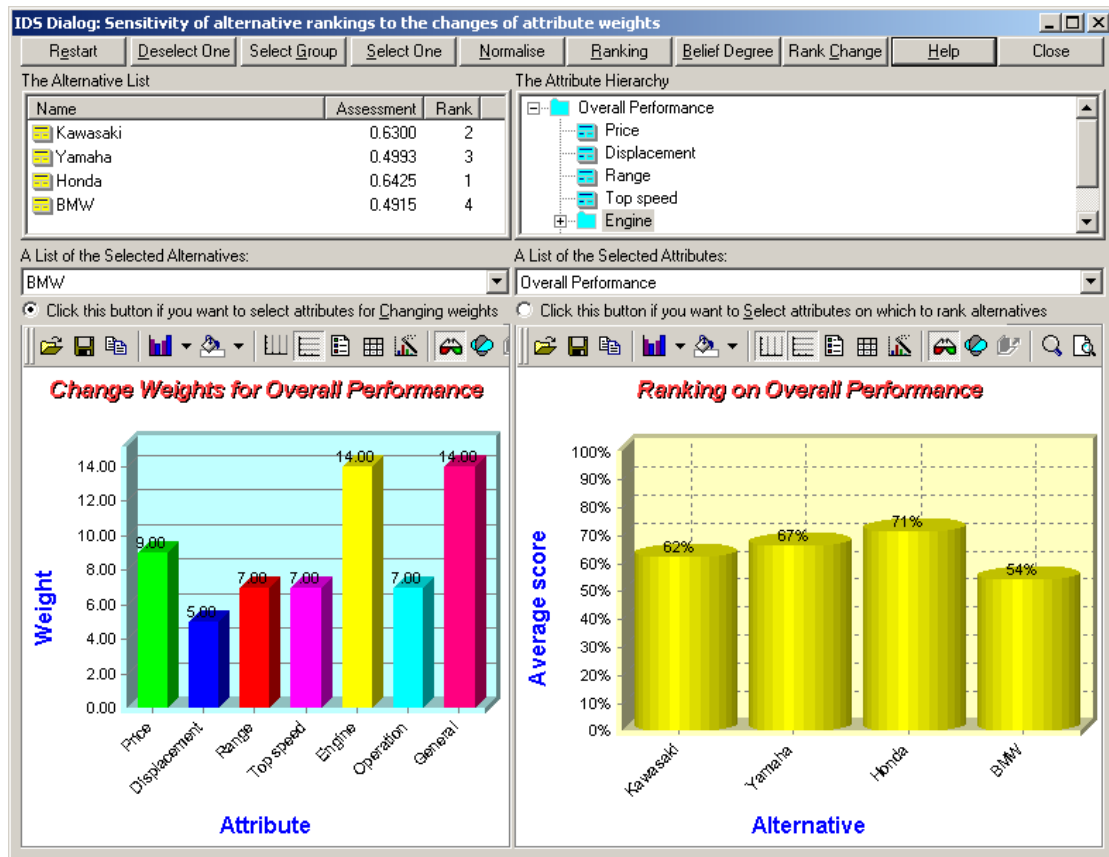 IDS Dialog: Sensitivity of alternative rankings to the changes of attribute weights
Restart Deselect One Select Group Select One Normalise Ranking Belief Degree Rank Change Help Close
The Alternative List
Name Assessment Rank
Kawasaki 0.6300 2
Yamaha 0.4993 3
Honda 0.6425 1
BMW 0.4915 4
The Attribute Hierarchy
Overall Performance
Price
Displacement
Range
Top speed
Engine
A List of the Selected Alternatives:
BMW
A List of the Selected Attributes:
Overall Performance
Click this button if you want to select attributes for Changing weights
Click this button if you want to Select attributes on which to rank alternatives
Change Weights for Overall Performance
14.00
12.00
10.00
8.00
6.00
4.00
2.00
0.00
Weight
9.00 5.00 7.00 7.00 14.00 7.00 14.00
Price Displacement Range Top speed Engine Operation General
Attribute
Ranking on Overall Performance
100%
90%
80%
70%
60%
50%
40%
30%
20%
10%
0%
Average score
62% 67% 71% 54%
Kawasaki Yamaha Honda BMW
Alternative